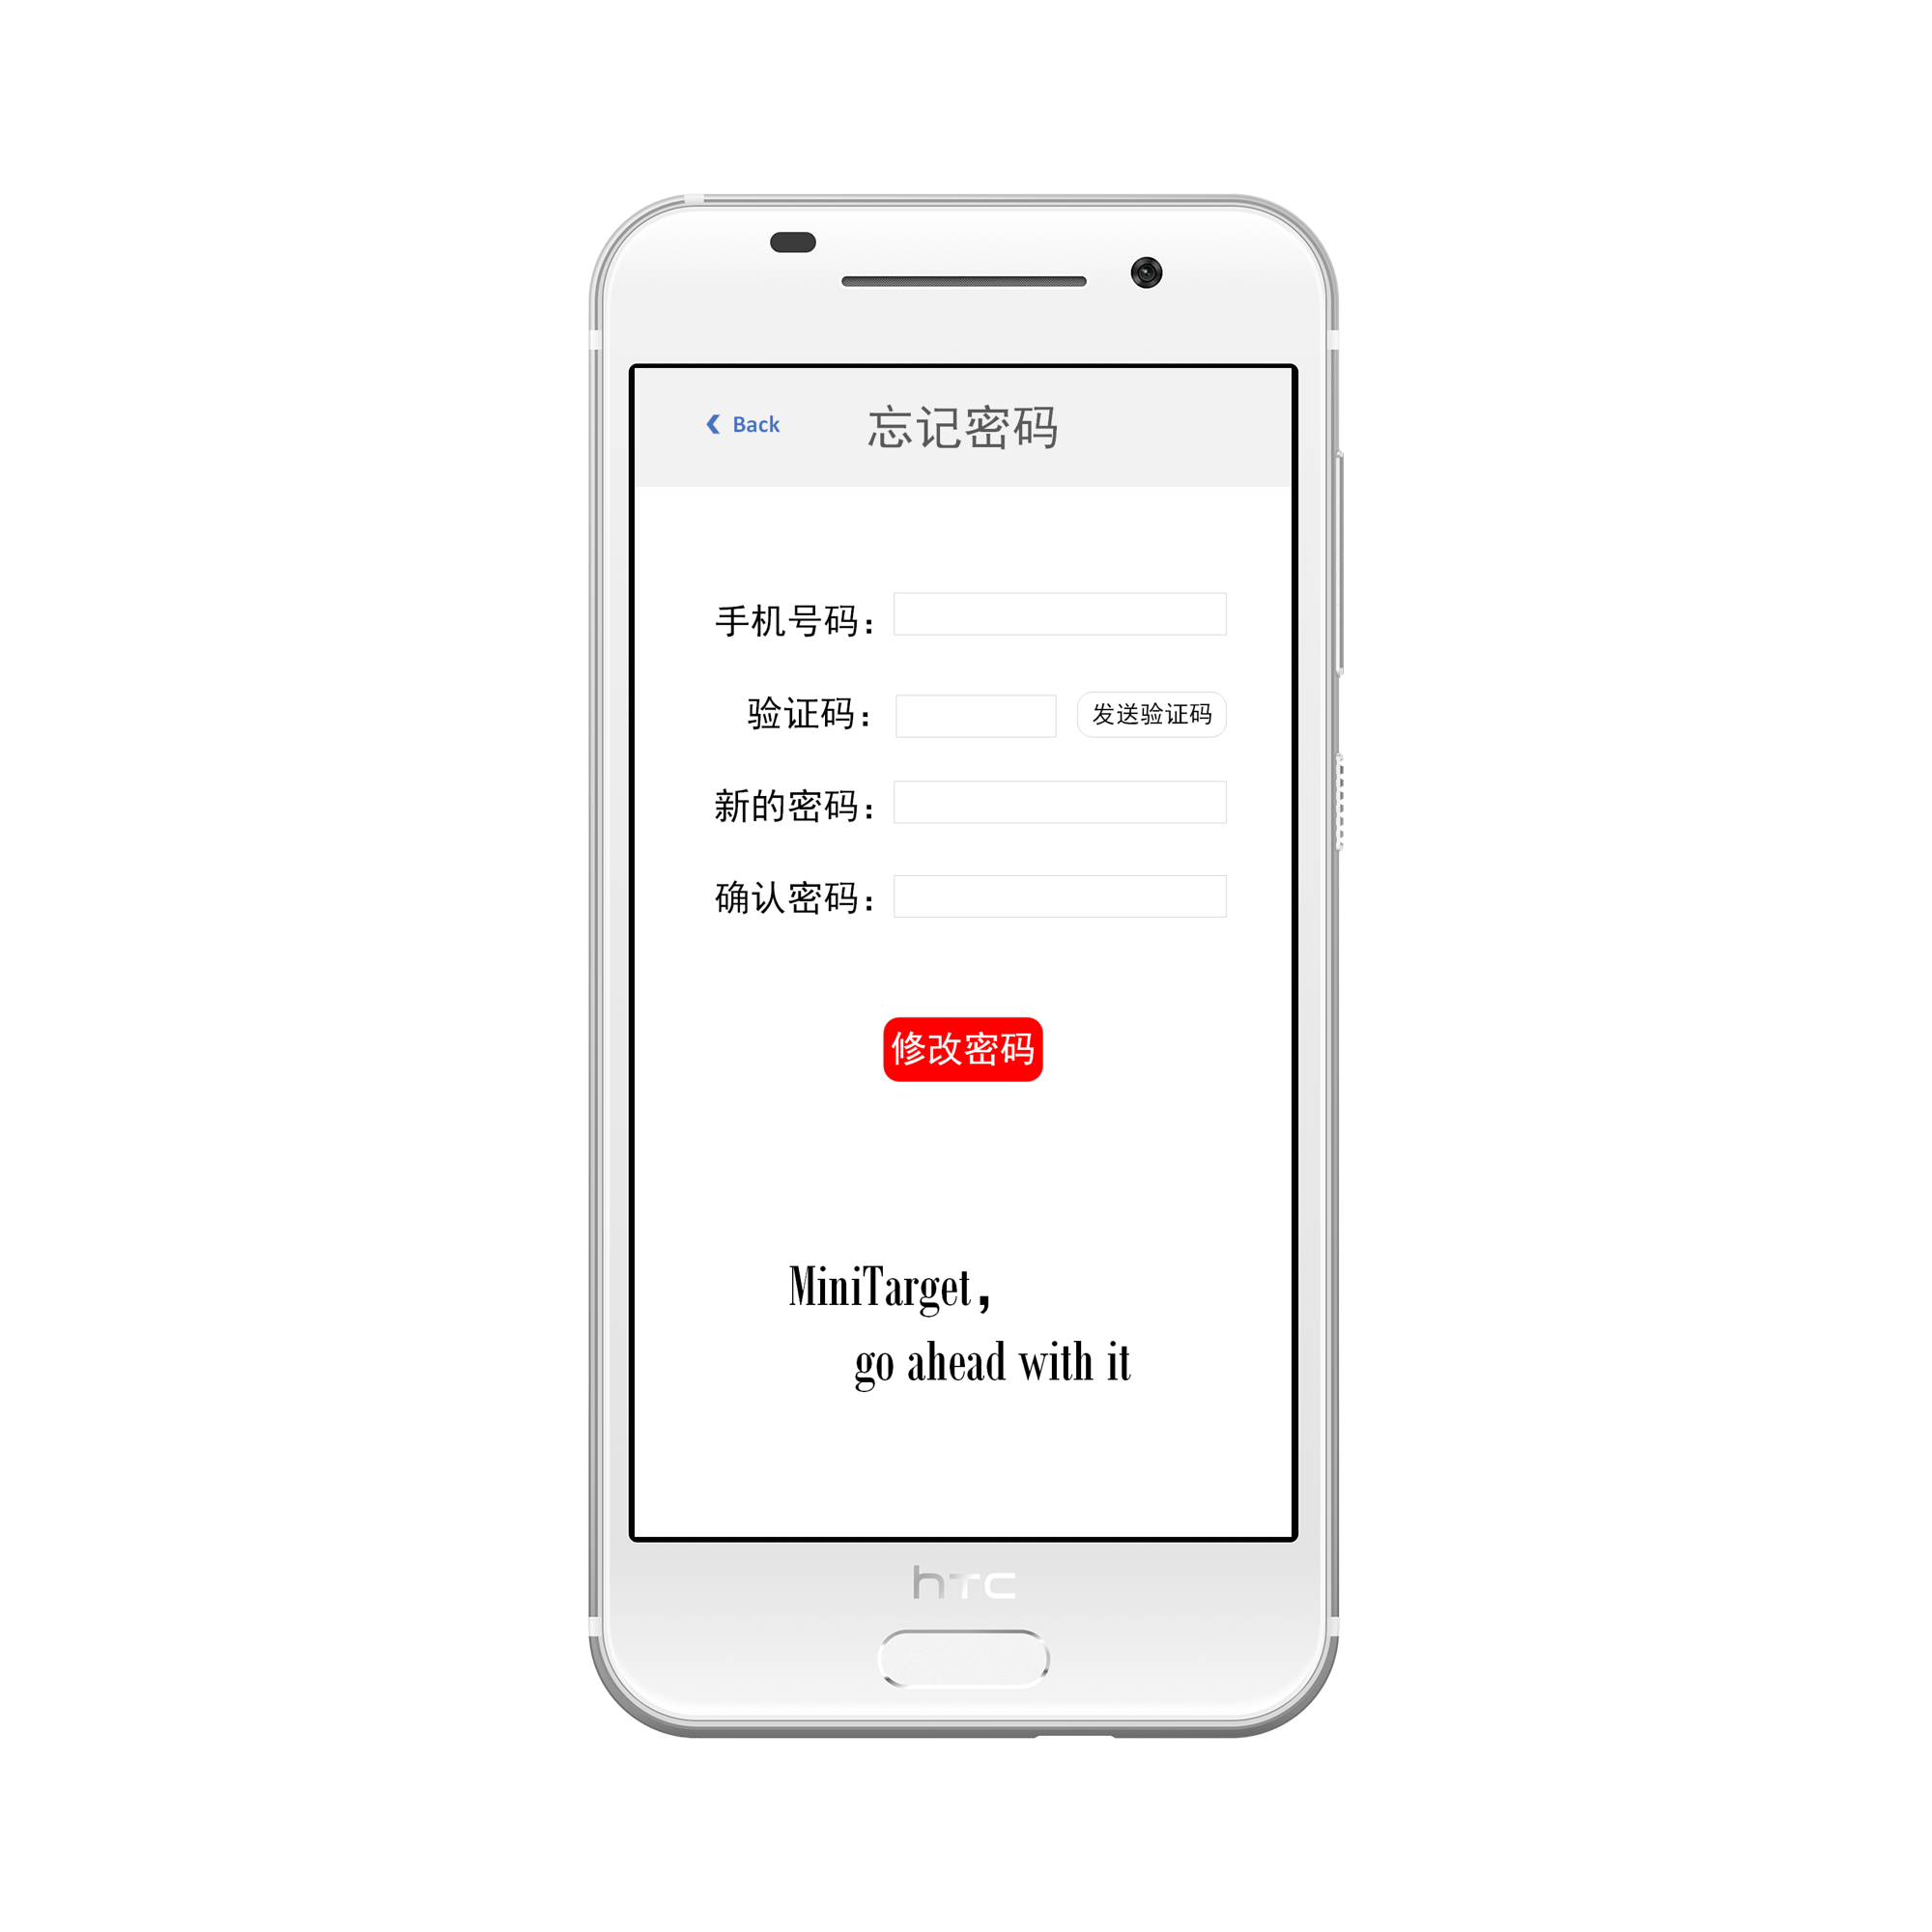 Back
忘记密码
手机号码：
验证码：
发送验证码
新的密码：
确认密码：
修改密码
MiniTarget，
go ahead with it
hTC